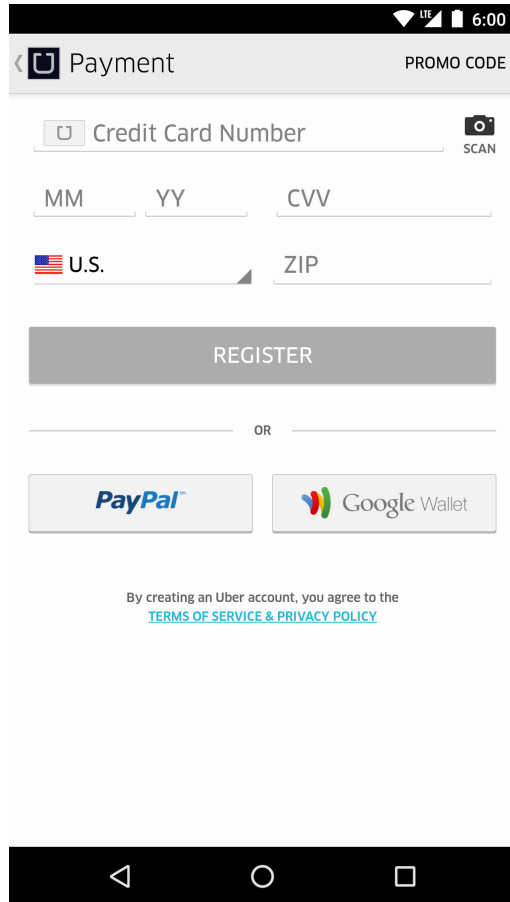 LTE 6:00
Payment PROMO CODE
Credit Card Number
SCAN
MM YY CVV
U.S. ZIP
REGISTER
OR
PayPal™ Google Wallet
By creating an Uber account, you agree to the
TERMS OF SERVICE & PRIVACY POLICY